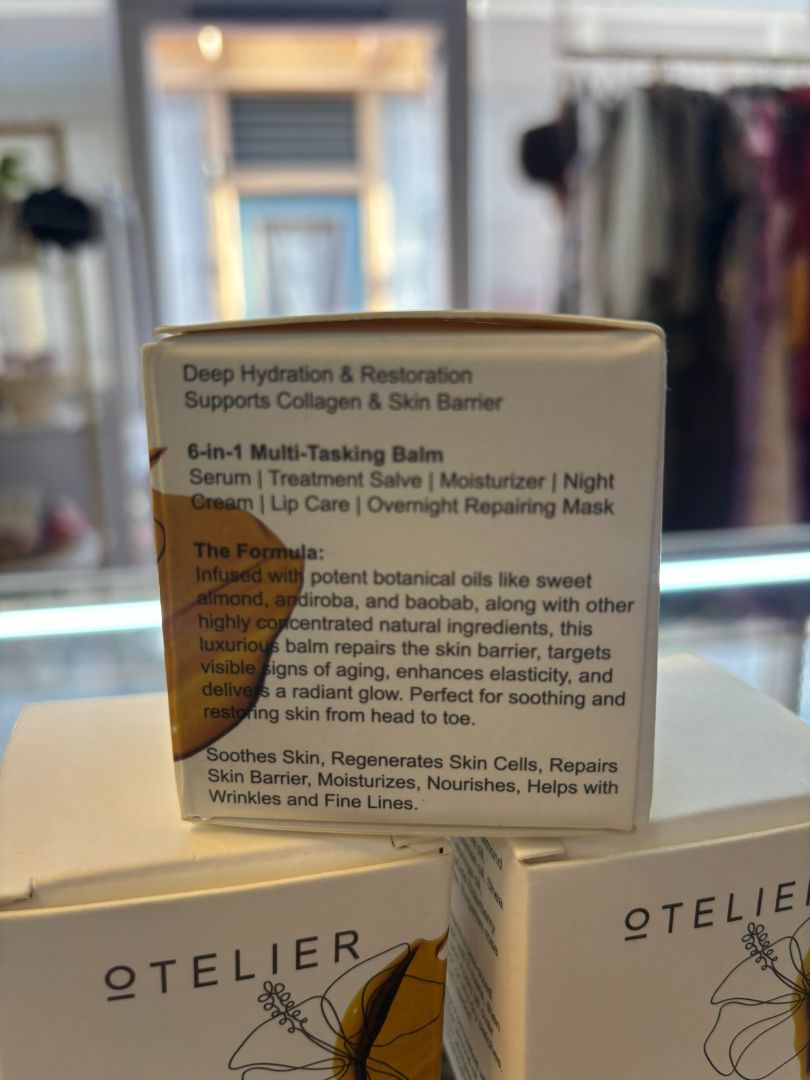 Deep Hydration & Restoration
Supports Collagen & Skin Barrier
6-in-1 Multi-Tasking Balm
Serum | Treatment Salve | Moisturizer | Night
Cream | Lip Care | Overnight Repairing Mask
The Formula:
Infused with potent botanical oils like sweet
almond, andiroba, and baobab, along with other
highly concentrated natural ingredients, this
luxurious balm repairs the skin barrier, targets
visible signs of aging, enhances elasticity, and
delivers a radiant glow. Perfect for soothing and
restoring skin from head to toe.
Soothes Skin, Regenerates Skin Cells, Repairs
Skin Barrier, Moisturizes, Nourishes, Helps with
Wrinkles and Fine Lines.
OTELIER
OTELIE